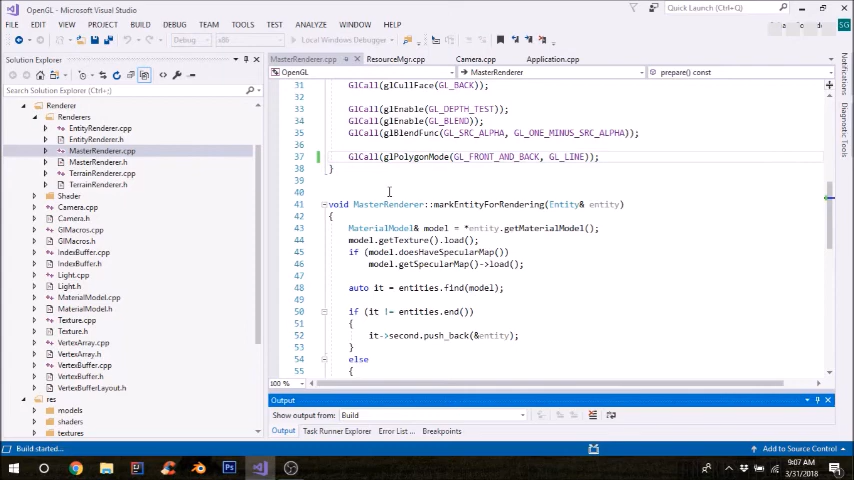 OpenGL - Microsoft Visual Studio
Quick Launch (Ctrl+Q)
FILE EDIT VIEW PROJECT BUILD DEBUG TEAM TOOLS TEST ANALYZE WINDOW HELP
SG
Debug x86 Local Windows Debugger
Solution Explorer
Search Solution Explorer (Ctrl+;)
Renderer
Renderers
EntityRenderer.cpp
EntityRenderer.h
MasterRenderer.cpp
MasterRenderer.h
TerrainRenderer.cpp
TerrainRenderer.h
Shader
Camera.cpp
Camera.h
GlMacros.cpp
GlMacros.h
IndexBuffer.cpp
IndexBuffer.h
Light.cpp
Light.h
MaterialModel.cpp
MaterialModel.h
Texture.cpp
Texture.h
VertexArray.cpp
VertexArray.h
VertexBuffer.cpp
VertexBuffer.h
VertexBufferLayout.h
res
models
shaders
textures
MasterRenderer.cpp ResourceMgr.cpp Camera.cpp Application.cpp
OpenGL MasterRenderer prepare() const
31 GlCall(glCullFace(GL_BACK));
32
33 GlCall(glEnable(GL_DEPTH_TEST));
34 GlCall(glEnable(GL_BLEND));
35 GlCall(glBlendFunc(GL_SRC_ALPHA, GL_ONE_MINUS_SRC_ALPHA));
36
37 GlCall(glPolygonMode(GL_FRONT_AND_BACK, GL_LINE));
38 }
39
40
41 void MasterRenderer::markEntityForRendering(Entity& entity)
42 {
43 MaterialModel& model = *entity.getMaterialModel();
44 model.getTexture().load();
45 if (model.doesHaveSpecularMap())
46 model.getSpecularMap()->load();
47
48 auto it = entities.find(model);
49
50 if (it != entities.end())
51 {
52 it->second.push_back(&entity);
53 }
54 else
55 {
100 %
Output
Show output from: Build
Output Task Runner Explorer Error List ... Breakpoints
Notifications
Diagnostic Tools
Build started... Add to Source Control
9:07 AM
3/31/2018